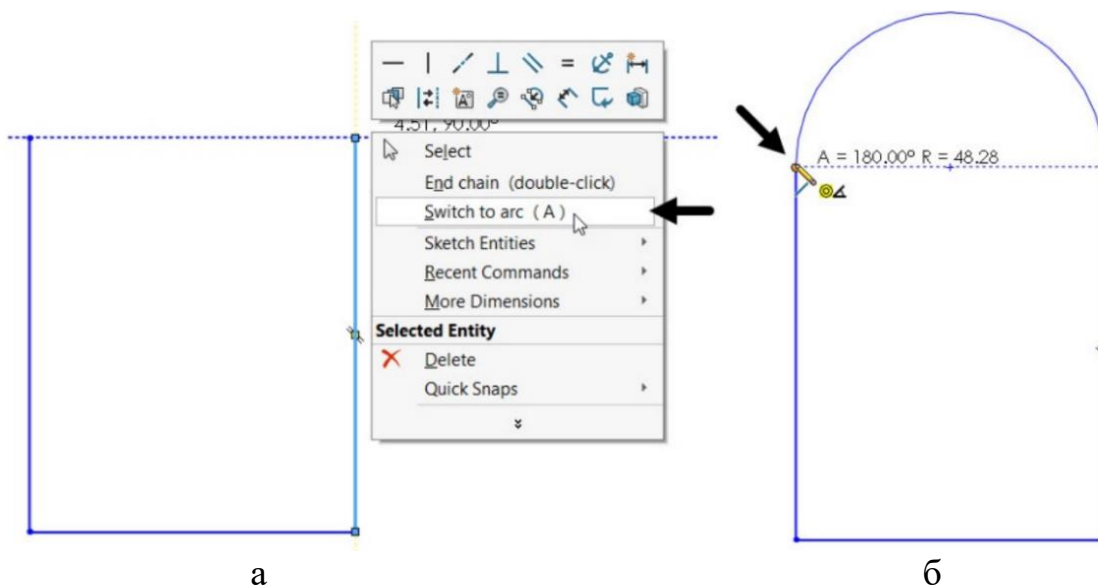 4.51, 90.00°
Select
End chain (double-click)
Switch to arc ( A )
Sketch Entities
Recent Commands
More Dimensions
Selected Entity
Delete
Quick Snaps
A = 180.00° R = 48.28
а
б